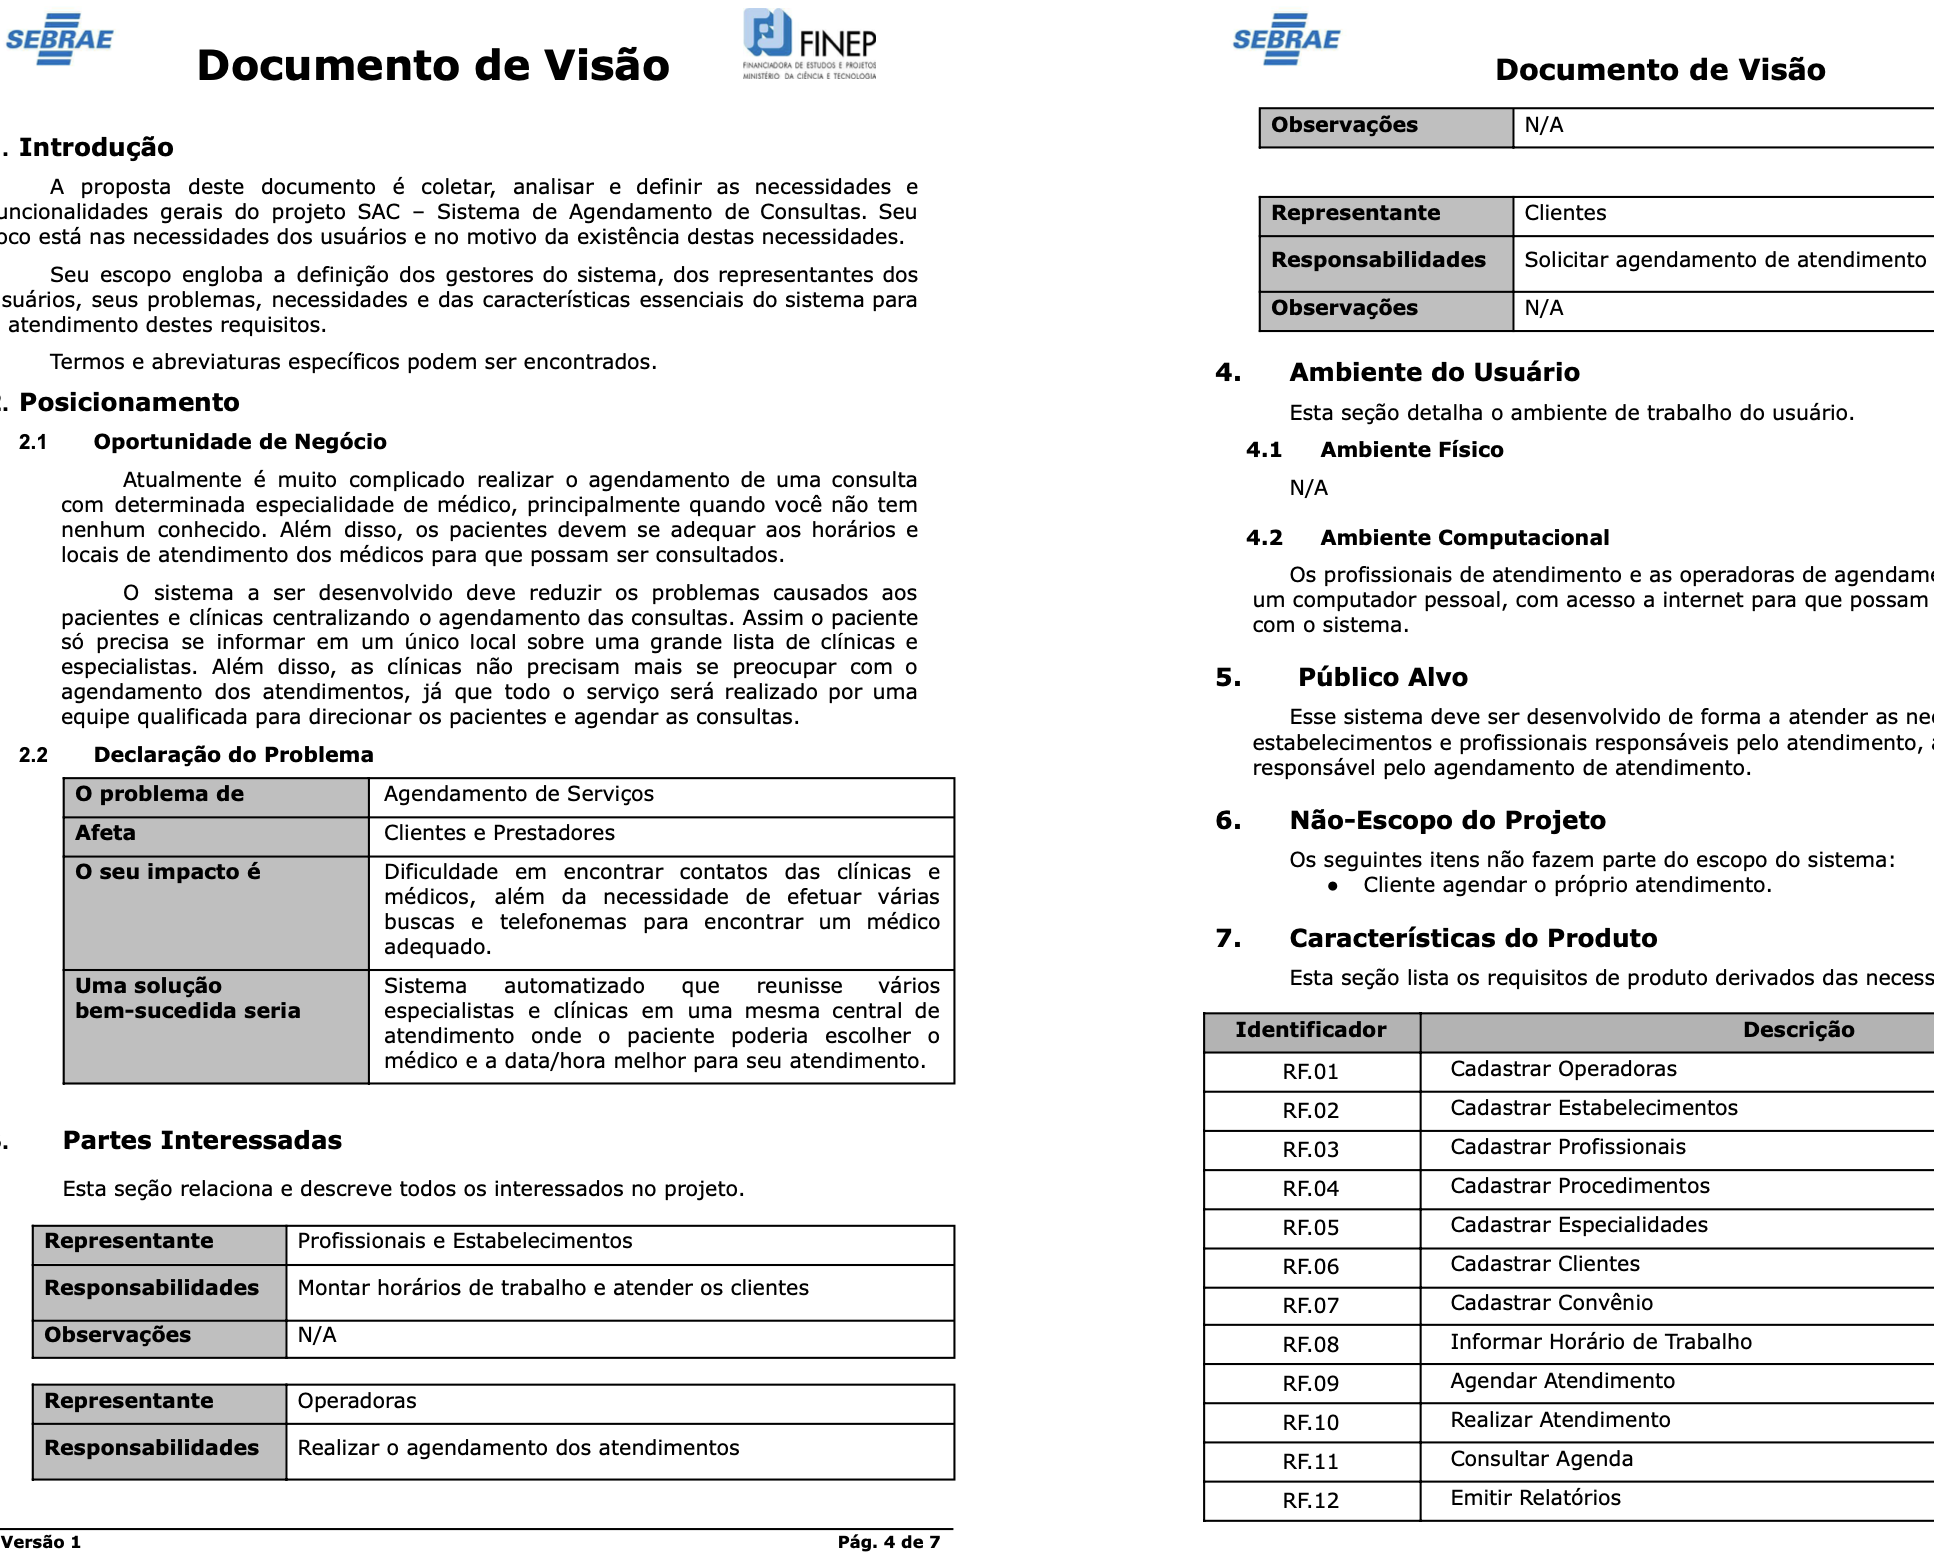 SEBRAE
Documento de Visão
FINEP
FINANCIADORA DE ESTUDOS E PROJETOS
MINISTÉRIO DA CIÊNCIA E TECNOLOGIA
. Introdução
A proposta deste documento é coletar, analisar e definir as necessidades e
uncionalidades gerais do projeto SAC – Sistema de Agendamento de Consultas. Seu
oco está nas necessidades dos usuários e no motivo da existência destas necessidades.
Seu escopo engloba a definição dos gestores do sistema, dos representantes dos
suários, seus problemas, necessidades e das características essenciais do sistema para
atendimento destes requisitos.
Termos e abreviaturas específicos podem ser encontrados.
. Posicionamento
2.1 Oportunidade de Negócio
Atualmente é muito complicado realizar o agendamento de uma consulta
com determinada especialidade de médico, principalmente quando você não tem
nenhum conhecido. Além disso, os pacientes devem se adequar aos horários e
locais de atendimento dos médicos para que possam ser consultados.
O sistema a ser desenvolvido deve reduzir os problemas causados aos
pacientes e clínicas centralizando o agendamento das consultas. Assim o paciente
só precisa se informar em um único local sobre uma grande lista de clínicas e
especialistas. Além disso, as clínicas não precisam mais se preocupar com o
agendamento dos atendimentos, já que todo o serviço será realizado por uma
equipe qualificada para direcionar os pacientes e agendar as consultas.
2.2 Declaração do Problema
O problema de Agendamento de Serviços
Afeta Clientes e Prestadores
O seu impacto é Dificuldade em encontrar contatos das clínicas e
médicos, além da necessidade de efetuar várias
buscas e telefonemas para encontrar um médico
adequado.
Uma solução Sistema automatizado que reunisse vários
bem-sucedida seria especialistas e clínicas em uma mesma central de
atendimento onde o paciente poderia escolher o
médico e a data/hora melhor para seu atendimento.
. Partes Interessadas
Esta seção relaciona e descreve todos os interessados no projeto.
Representante Profissionais e Estabelecimentos
Responsabilidades Montar horários de trabalho e atender os clientes
Observações N/A
Representante Operadoras
Responsabilidades Realizar o agendamento dos atendimentos
Versão 1 Pág. 4 de 7
SEBRAE
Documento de Visão
Observações N/A
Representante Clientes
Responsabilidades Solicitar agendamento de atendimento
Observações N/A
4. Ambiente do Usuário
Esta seção detalha o ambiente de trabalho do usuário.
4.1 Ambiente Físico
N/A
4.2 Ambiente Computacional
Os profissionais de atendimento e as operadoras de agendam
um computador pessoal, com acesso a internet para que possam
com o sistema.
5. Público Alvo
Esse sistema deve ser desenvolvido de forma a atender as ne
estabelecimentos e profissionais responsáveis pelo atendimento,
responsável pelo agendamento de atendimento.
6. Não-Escopo do Projeto
Os seguintes itens não fazem parte do escopo do sistema:
● Cliente agendar o próprio atendimento.
7. Características do Produto
Esta seção lista os requisitos de produto derivados das necess
Identificador Descrição
RF.01 Cadastrar Operadoras
RF.02 Cadastrar Estabelecimentos
RF.03 Cadastrar Profissionais
RF.04 Cadastrar Procedimentos
RF.05 Cadastrar Especialidades
RF.06 Cadastrar Clientes
RF.07 Cadastrar Convênio
RF.08 Informar Horário de Trabalho
RF.09 Agendar Atendimento
RF.10 Realizar Atendimento
RF.11 Consultar Agenda
RF.12 Emitir Relatórios